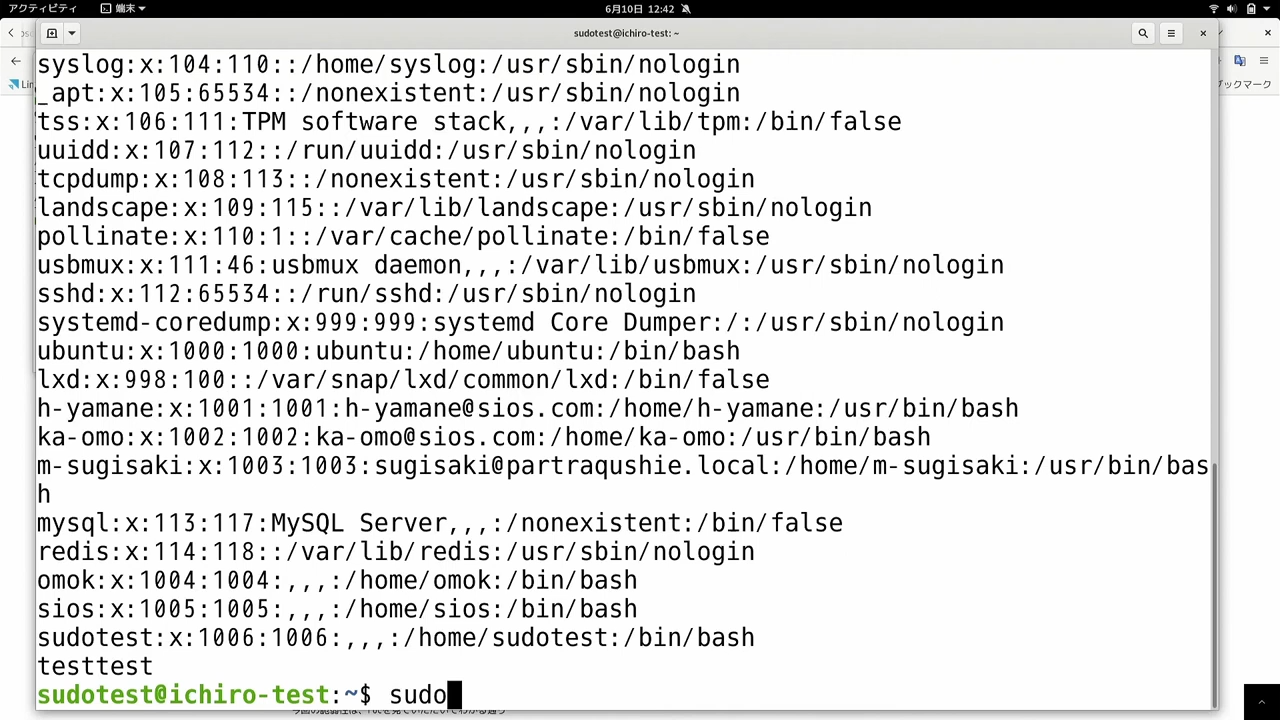 アクティビティ 端末 6月10日 12:42
sudotest@ichiro-test: ~
Lin
ブックマーク
syslog:x:104:110::/home/syslog:/usr/sbin/nologin
_apt:x:105:65534::/nonexistent:/usr/sbin/nologin
tss:x:106:111:TPM software stack,,,:/var/lib/tpm:/bin/false
uuidd:x:107:112::/run/uuidd:/usr/sbin/nologin
tcpdump:x:108:113::/nonexistent:/usr/sbin/nologin
landscape:x:109:115::/var/lib/landscape:/usr/sbin/nologin
pollinate:x:110:1::/var/cache/pollinate:/bin/false
usbmux:x:111:46:usbmux daemon,,,:/var/lib/usbmux:/usr/sbin/nologin
sshd:x:112:65534::/run/sshd:/usr/sbin/nologin
systemd-coredump:x:999:999:systemd Core Dumper:/:/usr/sbin/nologin
ubuntu:x:1000:1000:ubuntu:/home/ubuntu:/bin/bash
lxd:x:998:100::/var/snap/lxd/common/lxd:/bin/false
h-yamane:x:1001:1001:h-yamane@sios.com:/home/h-yamane:/usr/bin/bash
ka-omo:x:1002:1002:ka-omo@sios.com:/home/ka-omo:/usr/bin/bash
m-sugisaki:x:1003:1003:sugisaki@partraqushie.local:/home/m-sugisaki:/usr/bin/bas
h
mysql:x:113:117:MySQL Server,,,:/nonexistent:/bin/false
redis:x:114:118::/var/lib/redis:/usr/sbin/nologin
omok:x:1004:1004:,,,:/home/omok:/bin/bash
sios:x:1005:1005:,,,:/home/sios:/bin/bash
sudotest:x:1006:1006:,,,:/home/sudotest:/bin/bash
testtest
sudotest@ichiro-test:~$ sudo